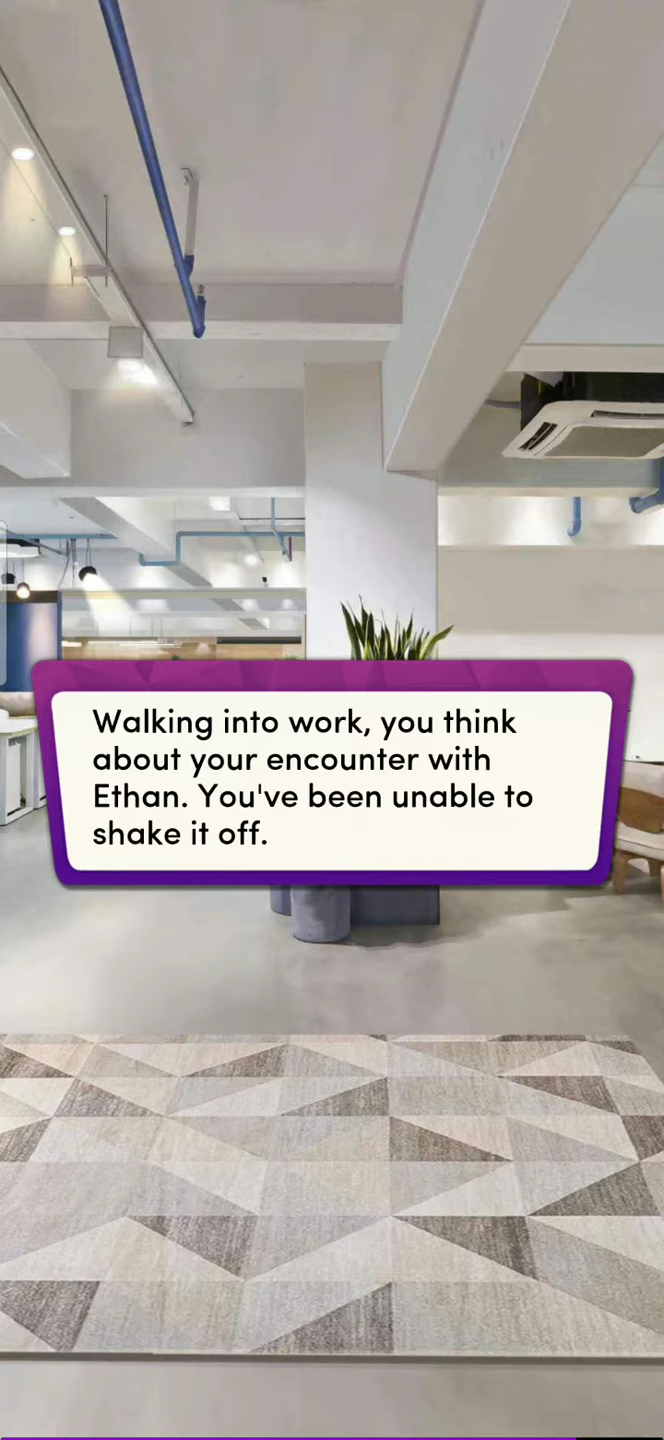 Walking into work, you think
about your encounter with
Ethan. You've been unable to
shake it off.